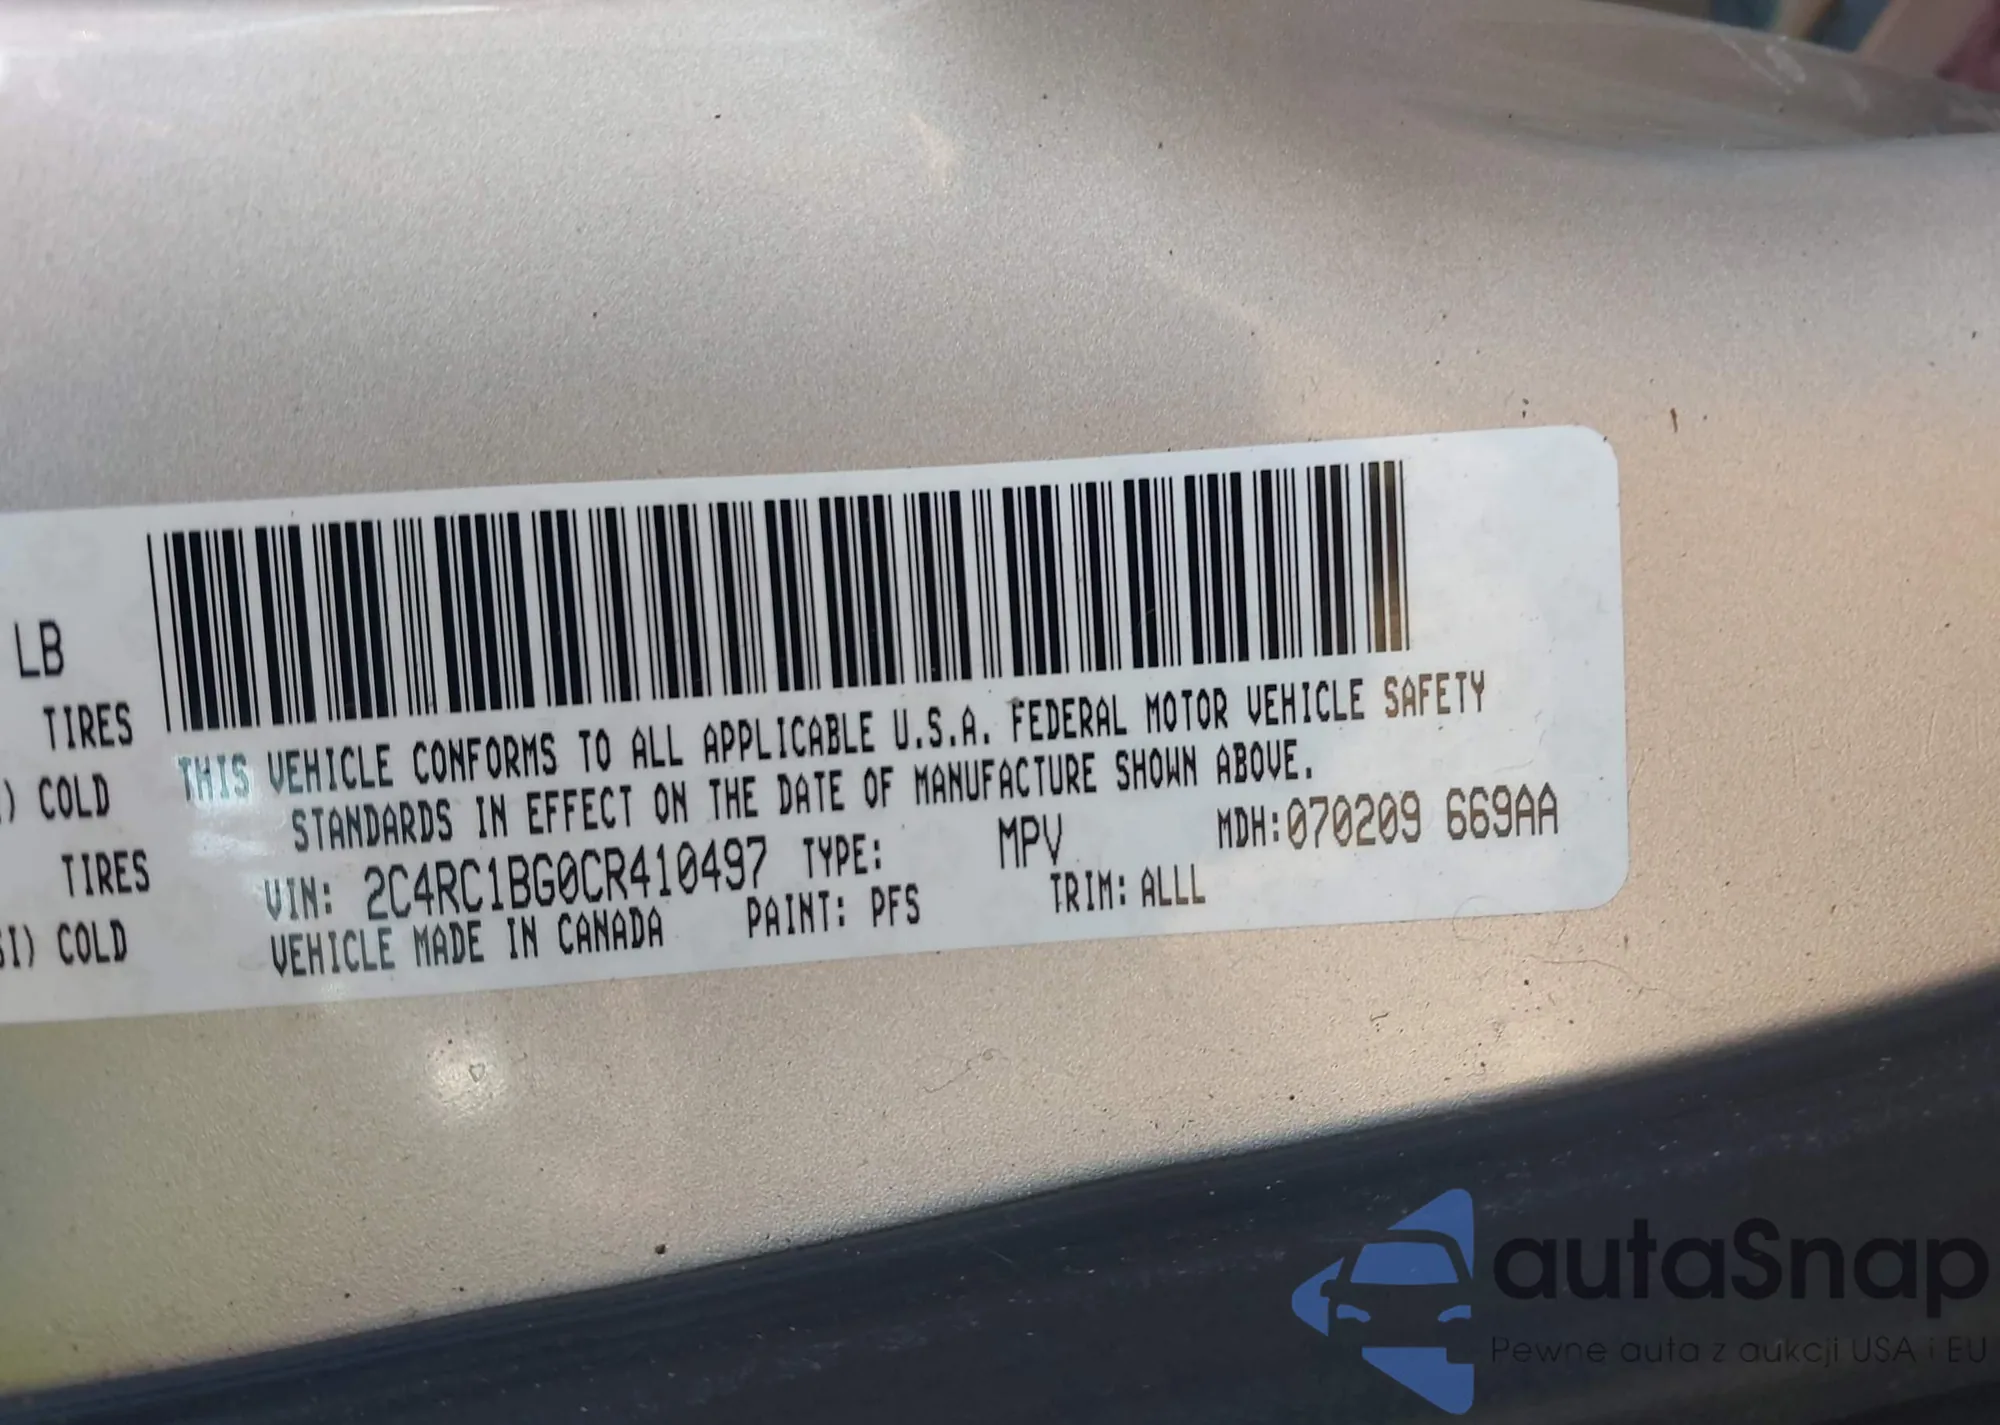 LB
TIRES
) COLD
TIRES
SI) COLD
THIS VEHICLE CONFORMS TO ALL APPLICABLE U.S.A. FEDERAL MOTOR VEHICLE SAFETY
STANDARDS IN EFFECT ON THE DATE OF MANUFACTURE SHOWN ABOVE.
VIN: 2C4RC1BG0CR410497 TYPE: MPV MDH:070209 669AA
VEHICLE MADE IN CANADA PAINT: PFS TRIM: ALLL
autaSnap
Pewne auta z aukcji USA i EU